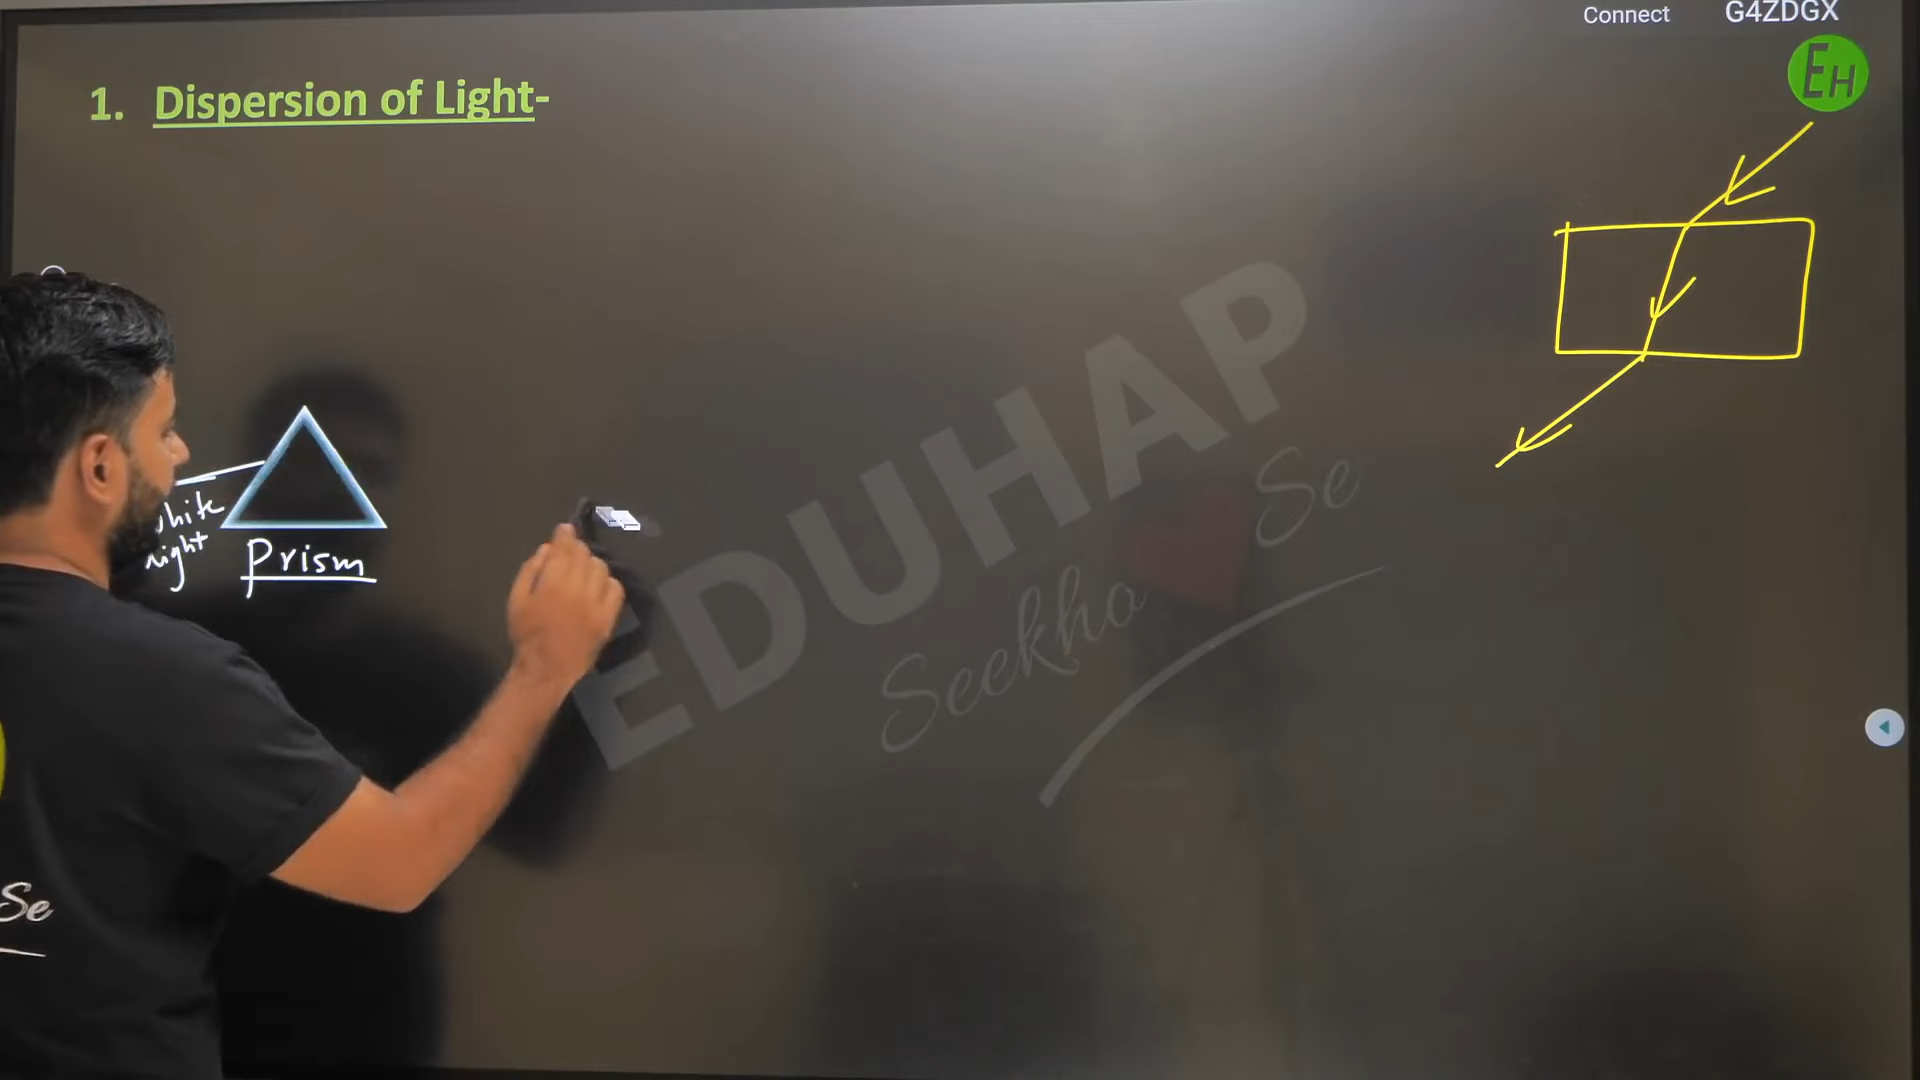 Connect G4ZDGX
EH
1. Dispersion of Light-
Prism
EDUHAP
Seekho Se
Se